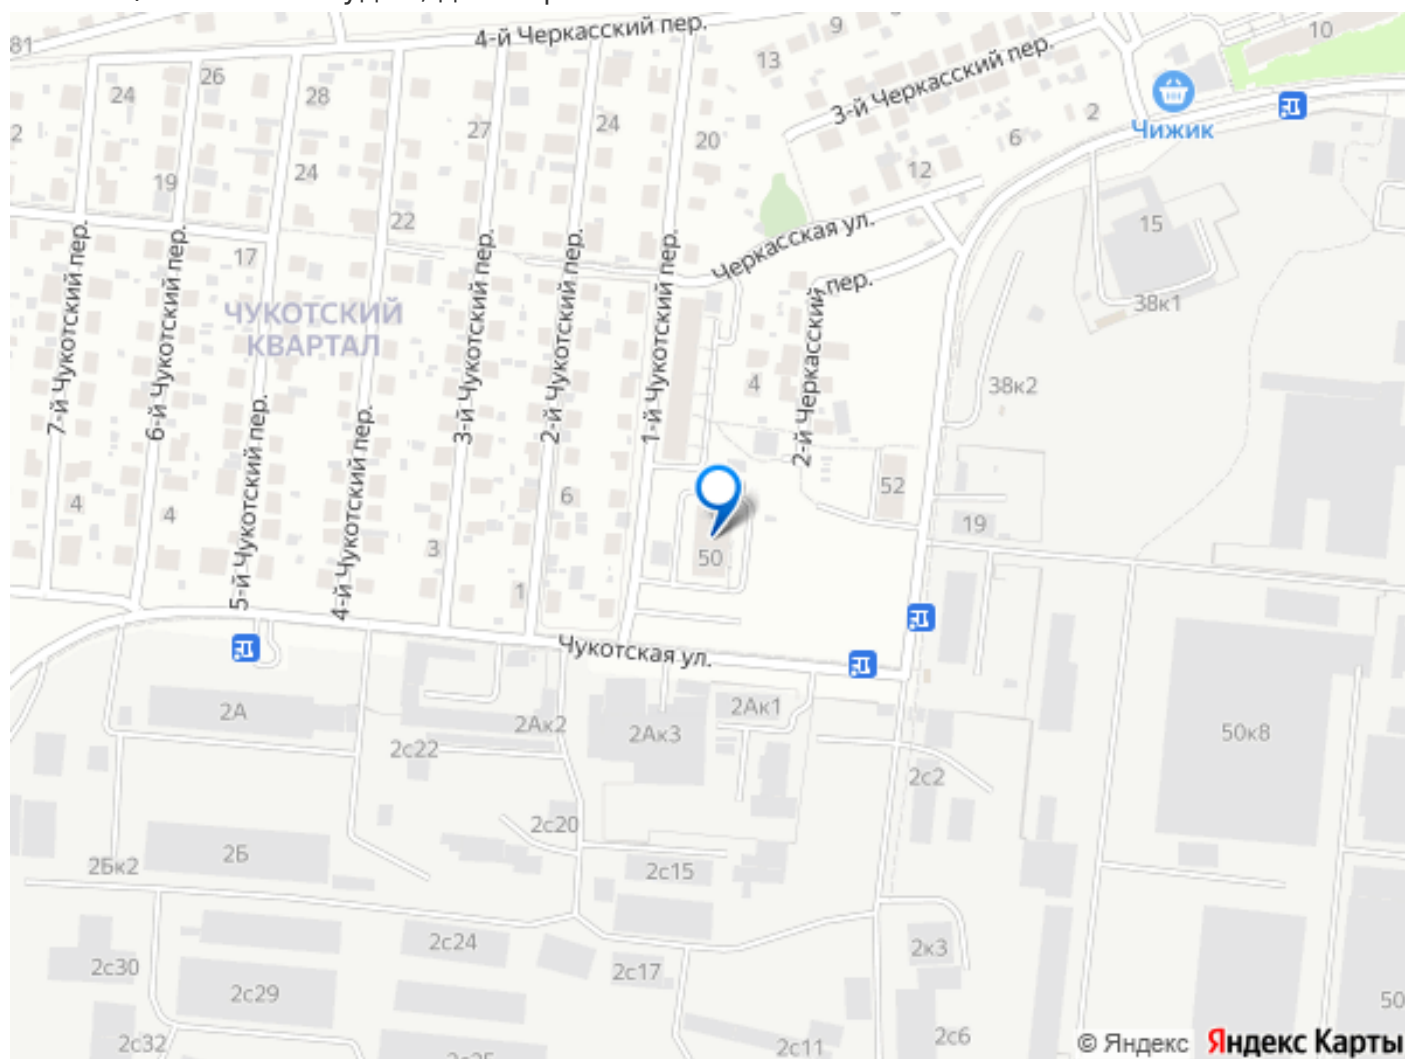 4-й Черкасский пер.
81
9
10
13
3-й Черкасский пер.
26
24
28
27
24
20
2
6
12
Чижик
2
19
24
22
17
Черкасская ул.
15
38к1
2-й Черкасский пер.
ЧУКОТСКИЙ
КВАРТАЛ
7-й Чукотский пер.
6-й Чукотский пер.
5-й Чукотский пер.
4-й Чукотский пер.
3-й Чукотский пер.
2-й Чукотский пер.
1-й Чукотский пер.
4
38к2
52
19
4
4
6
3
1
50
Чукотская ул.
2А
2Ак2
2Ак3
2Ак1
2с22
2с2
50к8
2с20
2Б
2Бк2
2с15
2с24
2к3
2с30
2с29
2с17
50
2с32
2с11
2с6
© Яндекс Яндекс Карты